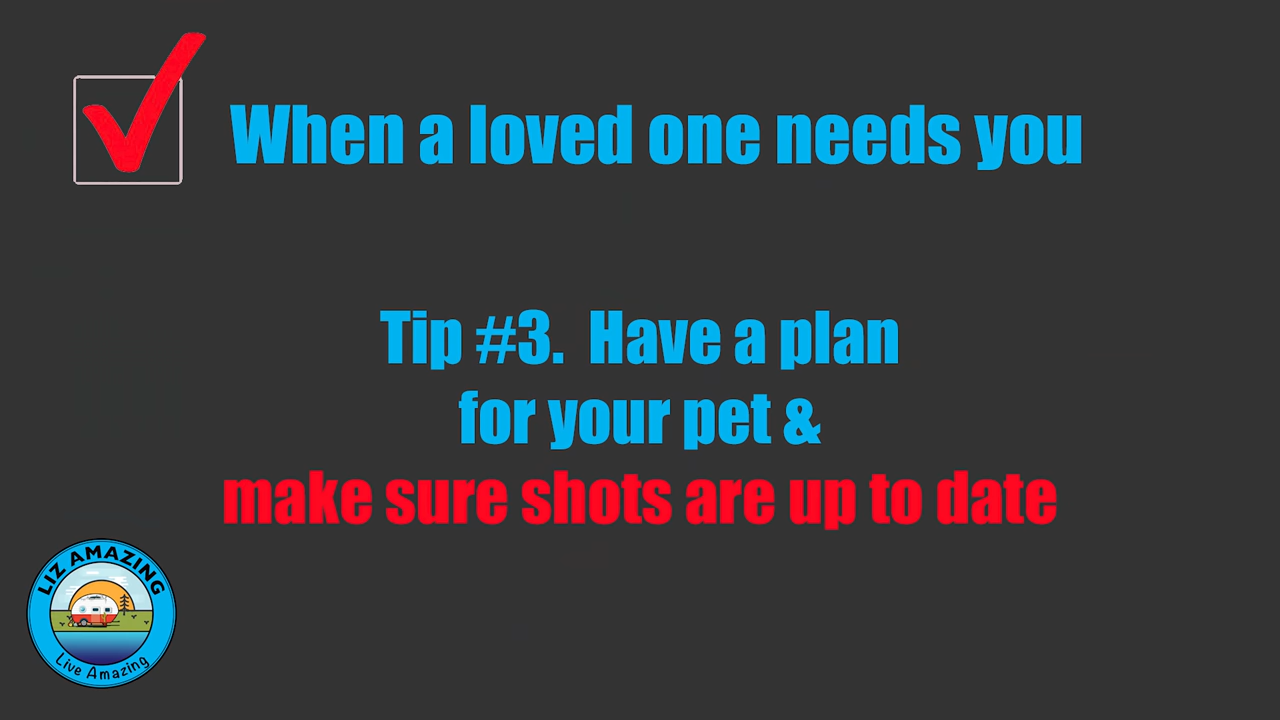 When a loved one needs you
Tip #3. Have a plan
for your pet &
make sure shots are up to date
LIZ AMAZING
Live Amazing